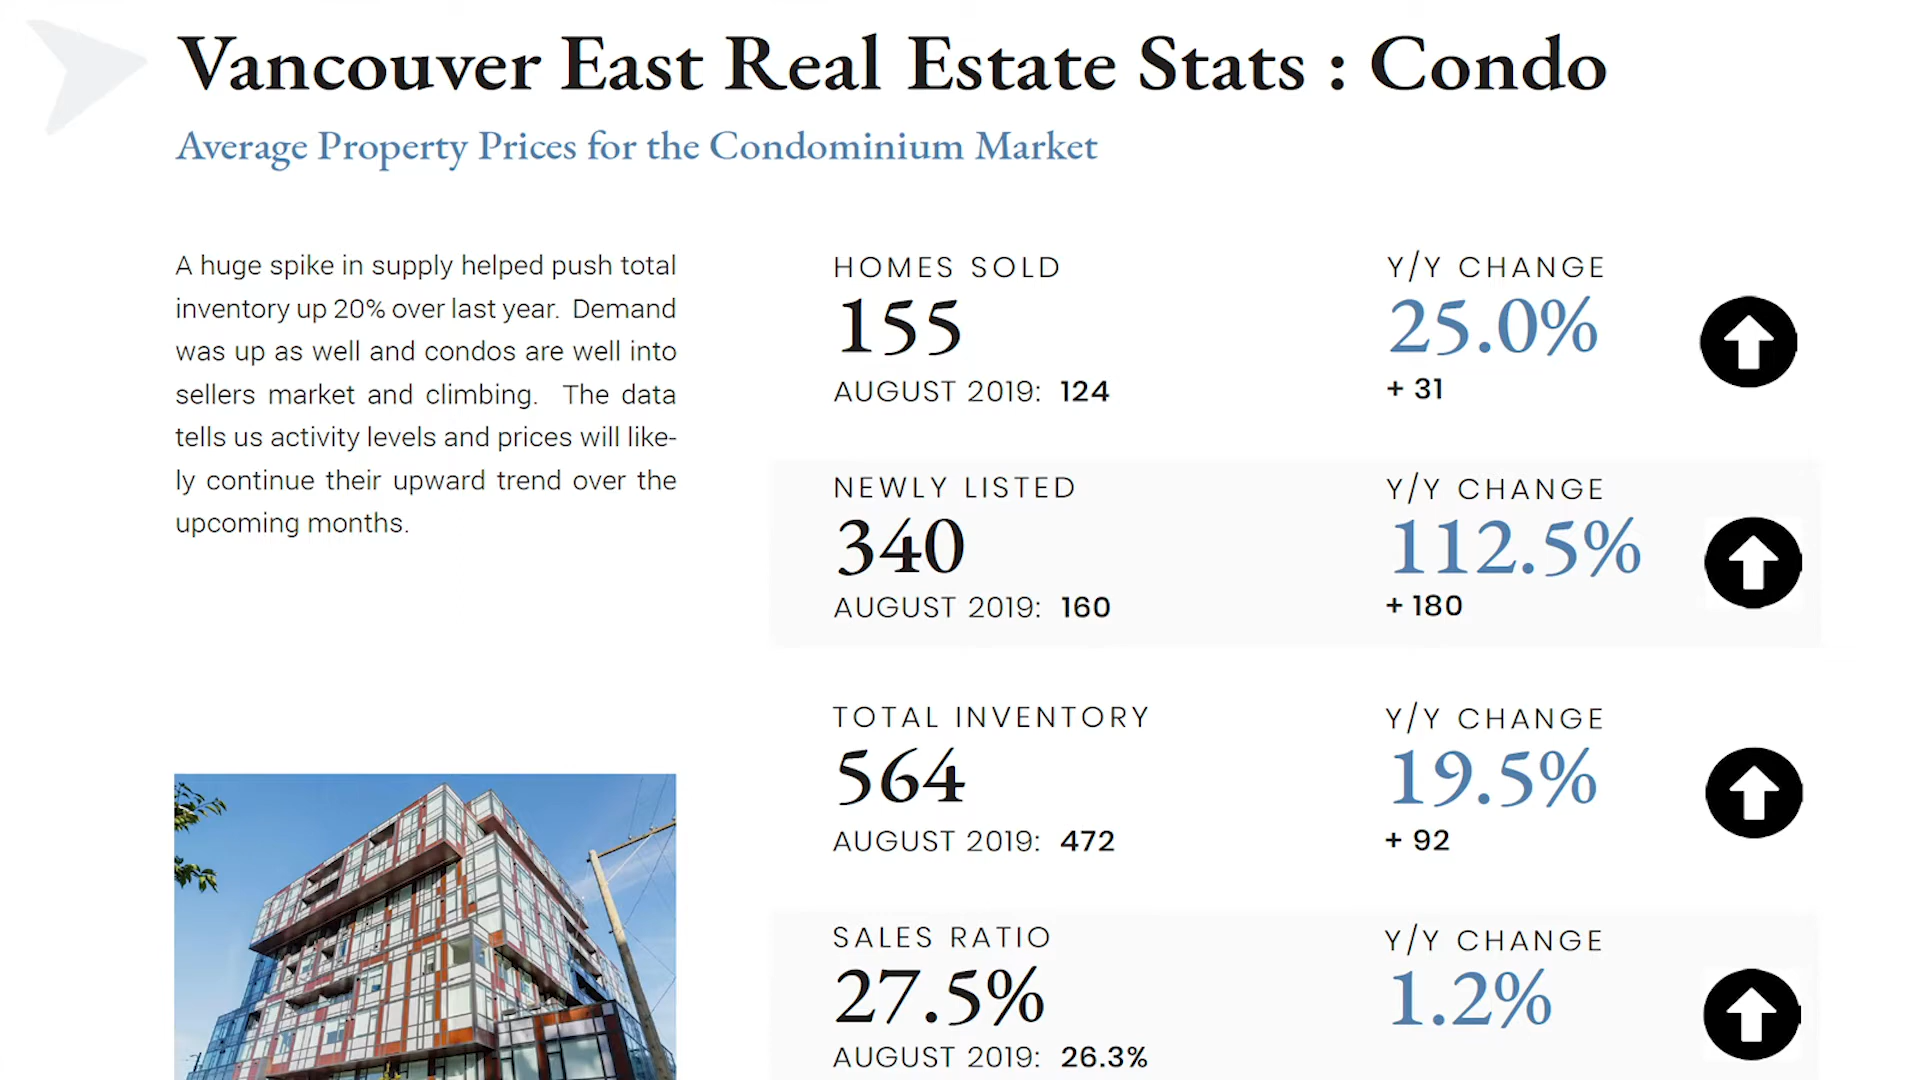 Vancouver East Real Estate Stats : Condo
Average Property Prices for the Condominium Market
A huge spike in supply helped push total
inventory up 20% over last year. Demand
was up as well and condos are well into
sellers market and climbing. The data
tells us activity levels and prices will like-
ly continue their upward trend over the
upcoming months.
HOMES SOLD
155
AUGUST 2019: 124
Y/Y CHANGE
25.0%
+ 31
NEWLY LISTED
340
AUGUST 2019: 160
Y/Y CHANGE
112.5%
+ 180
TOTAL INVENTORY
564
AUGUST 2019: 472
Y/Y CHANGE
19.5%
+ 92
SALES RATIO
27.5%
AUGUST 2019: 26.3%
Y/Y CHANGE
1.2%